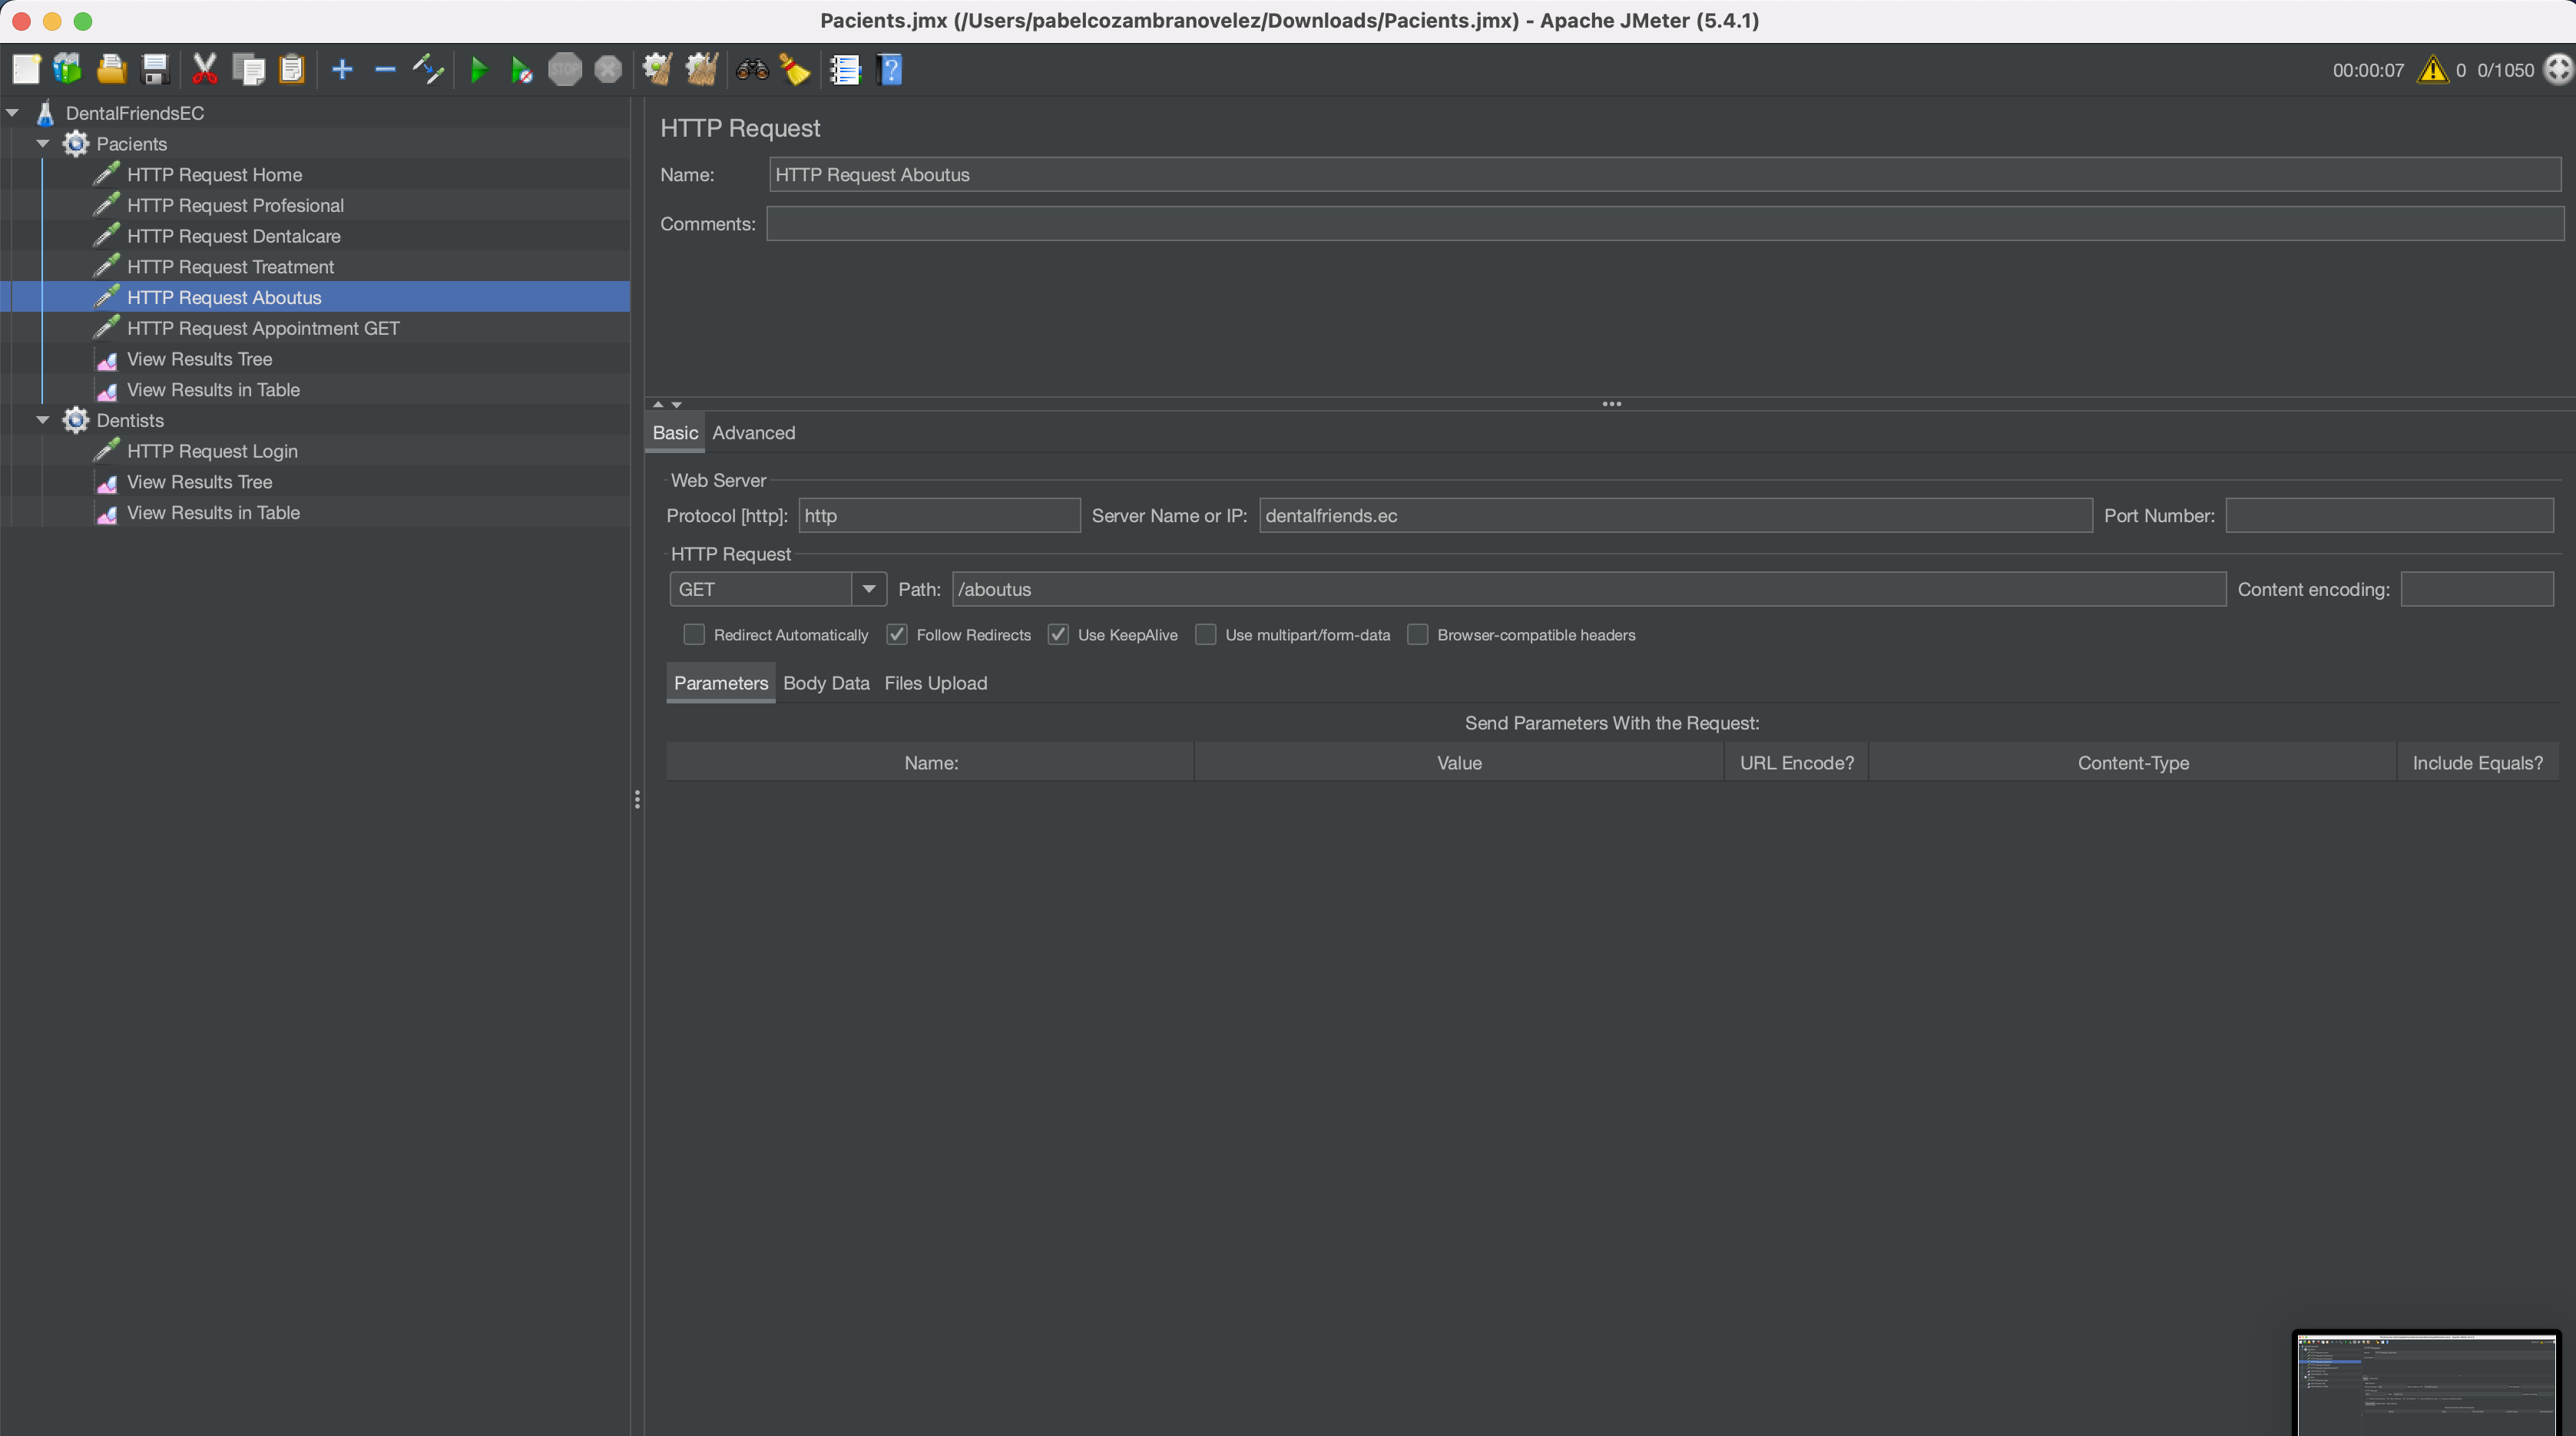 Pacients.jmx (/Users/pabelcozambranovelez/Downloads/Pacients.jmx) - Apache JMeter (5.4.1)
STOP
?
00:00:07 0 0/1050
DentalFriendsEC
Pacients
HTTP Request Home
HTTP Request Profesional
HTTP Request Dentalcare
HTTP Request Treatment
HTTP Request Aboutus
HTTP Request Appointment GET
View Results Tree
View Results in Table
Dentists
HTTP Request Login
View Results Tree
View Results in Table
HTTP Request
Name: HTTP Request Aboutus
Comments:
Basic Advanced
Web Server
Protocol [http]: http Server Name or IP: dentalfriends.ec Port Number:
HTTP Request
GET Path: /aboutus Content encoding:
Redirect Automatically Follow Redirects Use KeepAlive Use multipart/form-data Browser-compatible headers
Parameters Body Data Files Upload
Send Parameters With the Request:
Name: Value URL Encode? Content-Type Include Equals?